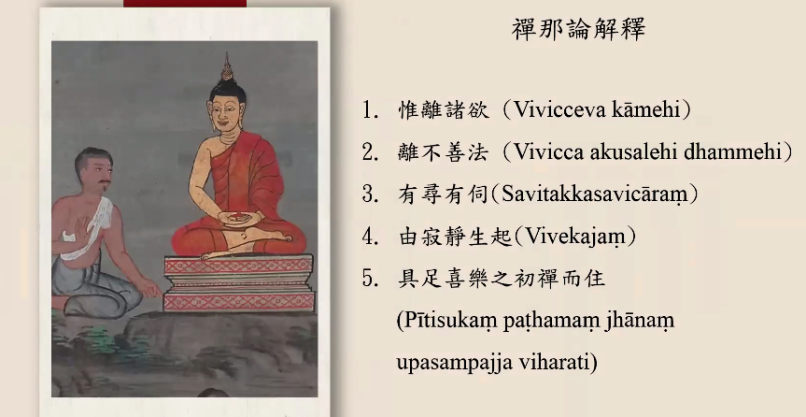 禪那論解釋
1. 惟離諸欲（Vivicceva kāmehi）
2. 離不善法（Vivicca akusalehi dhammehi）
3. 有尋有伺(Savitakkasavicāraṃ）
4. 由寂靜生起(Vivekajaṃ）
5. 具足喜樂之初禪而住
(Pītisukaṃ paṭhamaṃ jhānaṃ
upasampajja viharati)